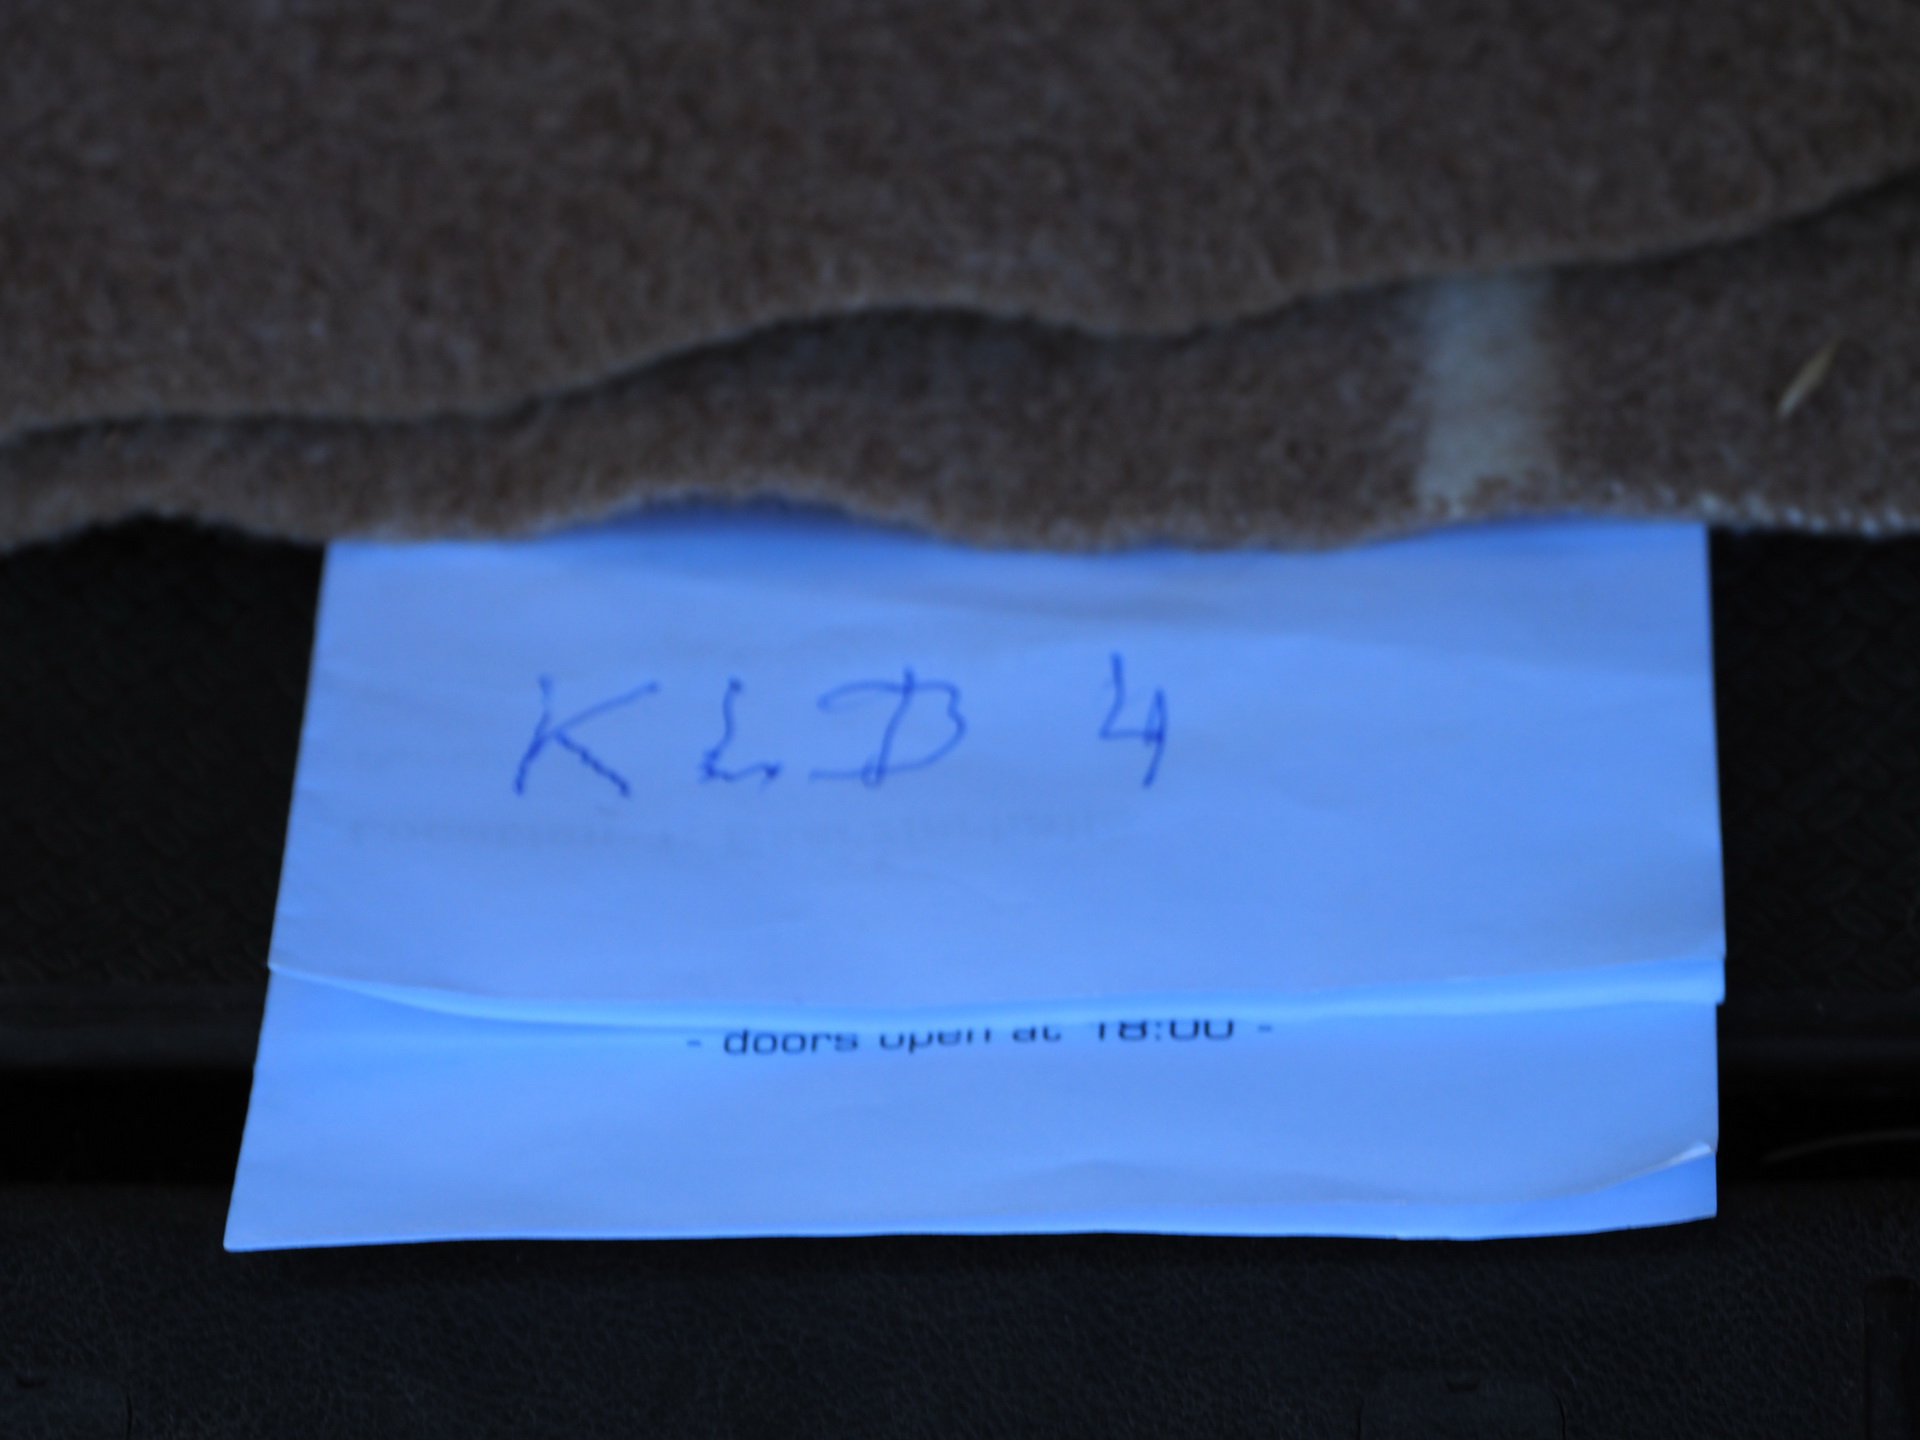 KLD 4
- doors open at 18:00 -